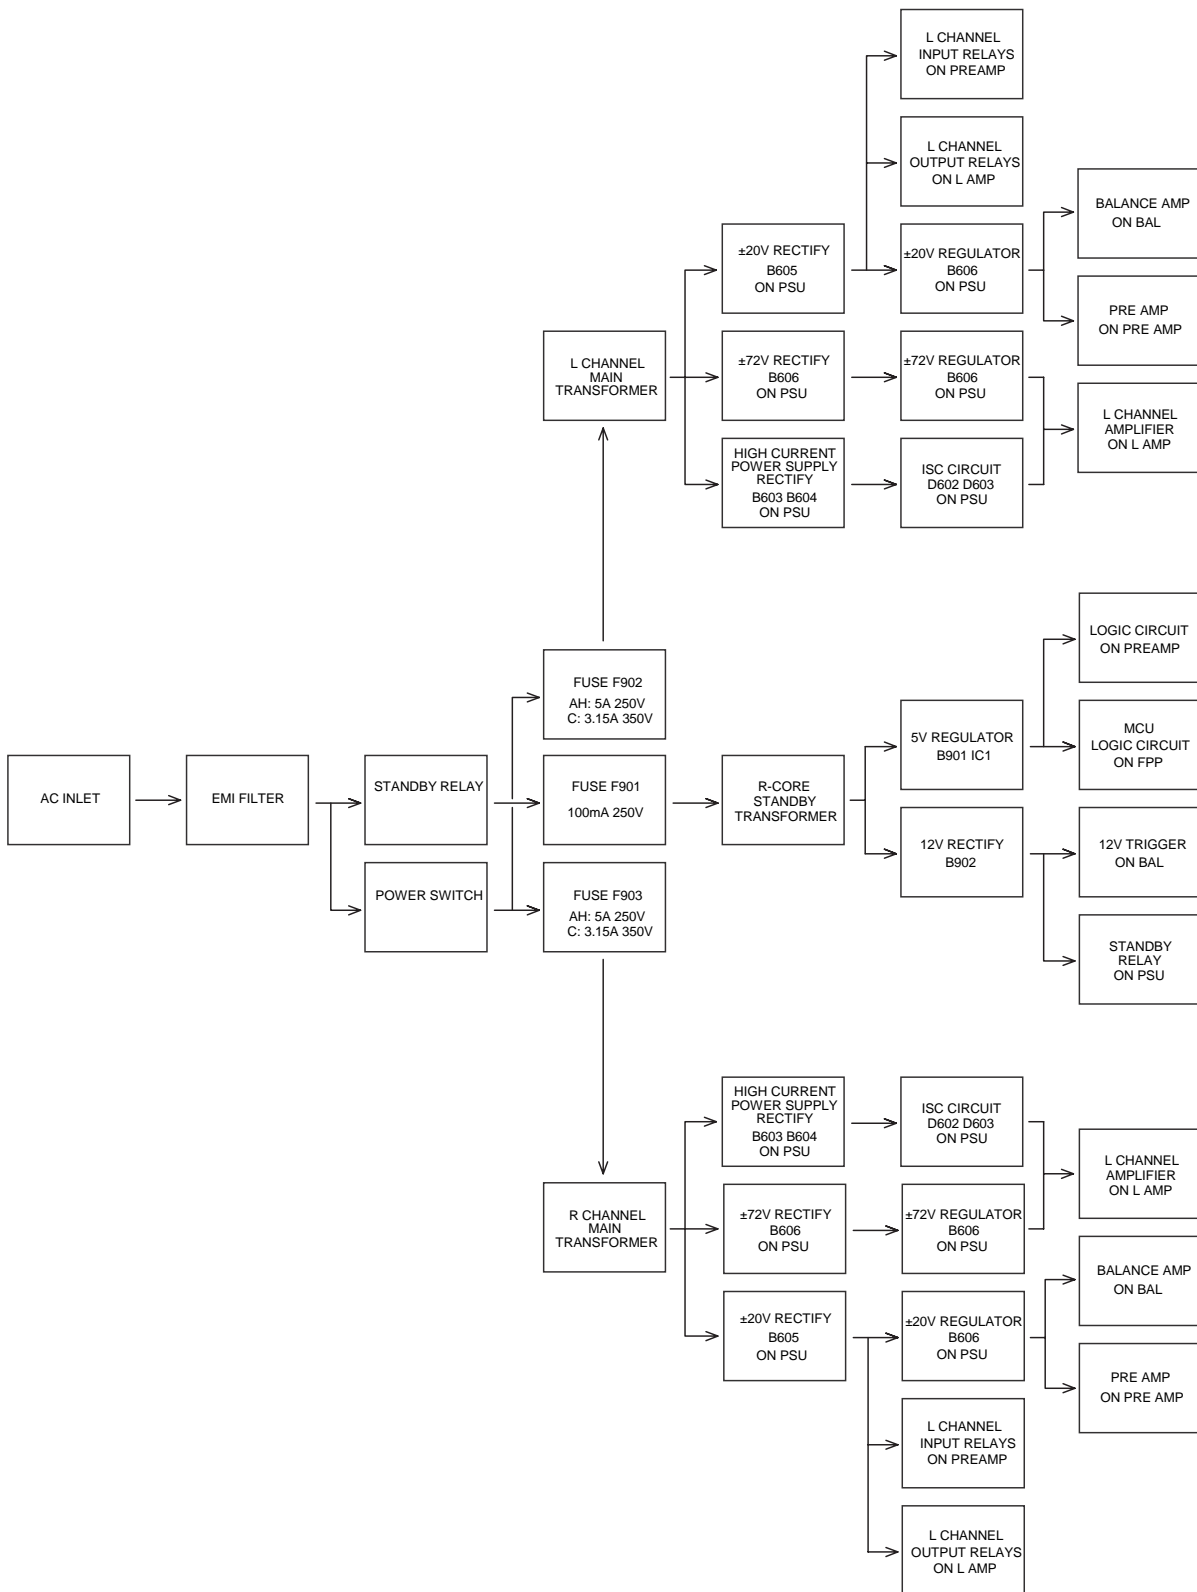 L CHANNEL
INPUT RELAYS
ON PREAMP
L CHANNEL
OUTPUT RELAYS
ON L AMP
BALANCE AMP
ON BAL
±20V RECTIFY
B605
ON PSU
±20V REGULATOR
B606
ON PSU
PRE AMP
ON PRE AMP
L CHANNEL
MAIN
TRANSFORMER
±72V RECTIFY
B606
ON PSU
±72V REGULATOR
B606
ON PSU
L CHANNEL
AMPLIFIER
ON L AMP
HIGH CURRENT
POWER SUPPLY
RECTIFY
B603 B604
ON PSU
ISC CIRCUIT
D602 D603
ON PSU
LOGIC CIRCUIT
ON PREAMP
FUSE F902
AH: 5A 250V
C: 3.15A 350V
5V REGULATOR
B901 IC1
MCU
LOGIC CIRCUIT
ON FPP
AC INLET
EMI FILTER
STANDBY RELAY
FUSE F901
100mA 250V
R-CORE
STANDBY
TRANSFORMER
12V RECTIFY
B902
12V TRIGGER
ON BAL
POWER SWITCH
FUSE F903
AH: 5A 250V
C: 3.15A 350V
STANDBY
RELAY
ON PSU
HIGH CURRENT
POWER SUPPLY
RECTIFY
B603 B604
ON PSU
ISC CIRCUIT
D602 D603
ON PSU
L CHANNEL
AMPLIFIER
ON L AMP
R CHANNEL
MAIN
TRANSFORMER
±72V RECTIFY
B606
ON PSU
±72V REGULATOR
B606
ON PSU
BALANCE AMP
ON BAL
±20V RECTIFY
B605
ON PSU
±20V REGULATOR
B606
ON PSU
PRE AMP
ON PRE AMP
L CHANNEL
INPUT RELAYS
ON PREAMP
L CHANNEL
OUTPUT RELAYS
ON L AMP